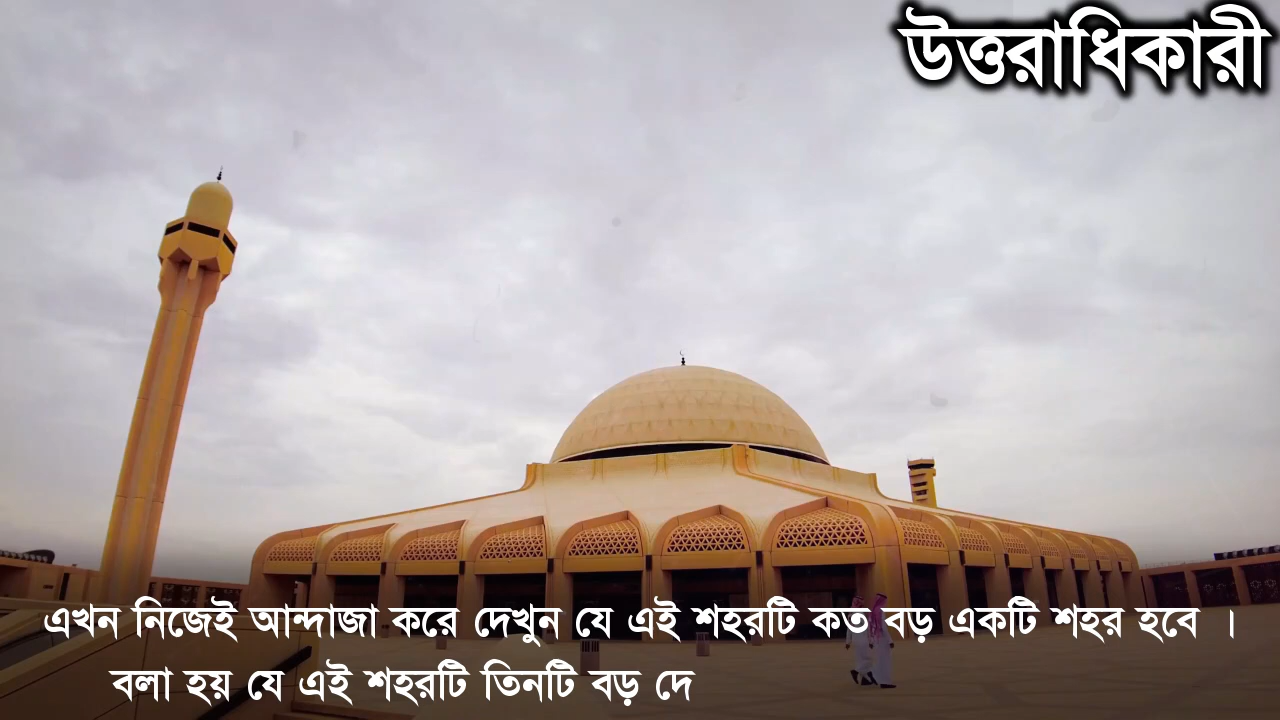 উত্তরাধিকারী
এখন নিজেই আন্দাজা করে দেখুন যে এই শহরটি কত বড় একটি শহর হবে ।
বলা হয় যে এই শহরটি তিনটি বড় দে